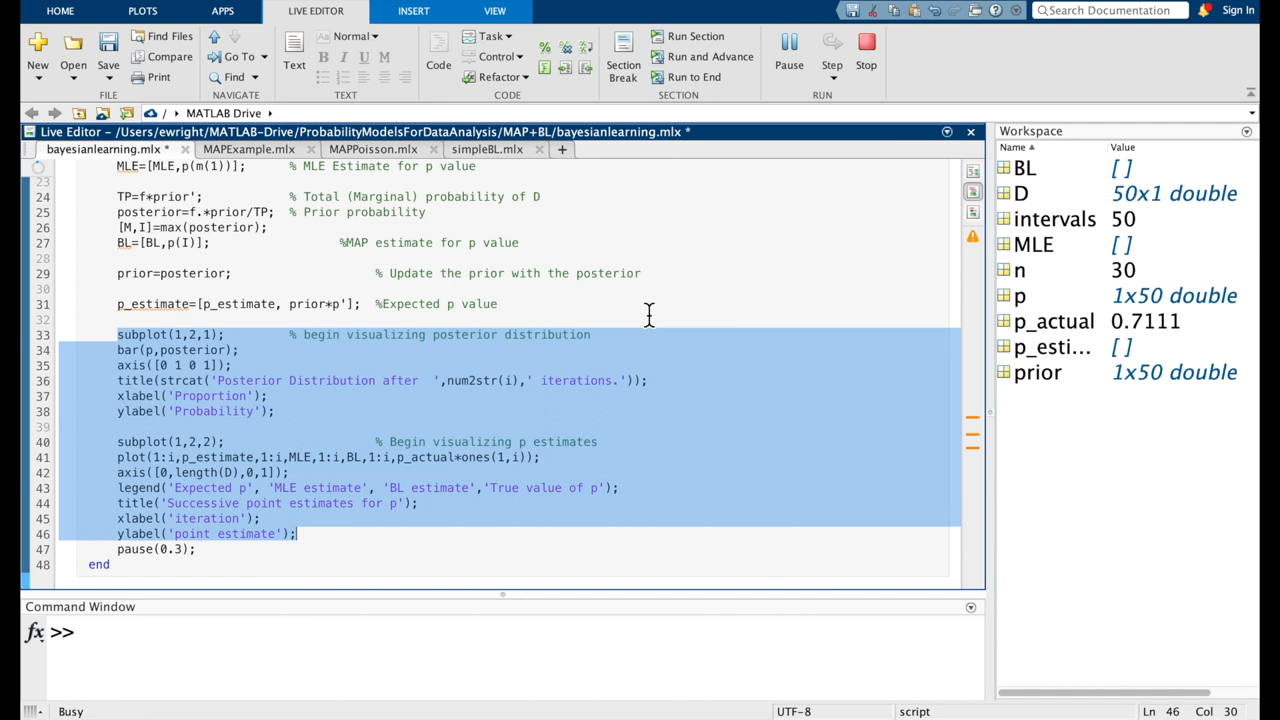 HOME PLOTS APPS LIVE EDITOR INSERT VIEW Search Documentation Sign In
New Open Save Find Files Compare Print FILE
Go To Find NAVIGATE
Text Normal B I U M TEXT
Code Task Control Refactor CODE
Section Break Run Section Run and Advance Run to End SECTION
Pause Step Stop RUN
/ MATLAB Drive
Live Editor - /Users/ewright/MATLAB-Drive/ProbabilityModelsForDataAnalysis/MAP+BL/bayesianlearning.mlx *
bayesianlearning.mlx * MAPExample.mlx MAPPoisson.mlx simpleBL.mlx
MLE=[MLE,p(m(1))]; % MLE Estimate for p value
23
24 TP=f*prior'; % Total (Marginal) probability of D
25 posterior=f.*prior/TP; % Prior probability
26 [M,I]=max(posterior);
27 BL=[BL,p(I)]; %MAP estimate for p value
28
29 prior=posterior; % Update the prior with the posterior
30
31 p_estimate=[p_estimate, prior*p']; %Expected p value
32
33 subplot(1,2,1); % begin visualizing posterior distribution
34 bar(p,posterior);
35 axis([0 1 0 1]);
36 title(strcat('Posterior Distribution after ',num2str(i),' iterations.'));
37 xlabel('Proportion');
38 ylabel('Probability');
39
40 subplot(1,2,2); % Begin visualizing p estimates
41 plot(1:i,p_estimate,1:i,MLE,1:i,BL,1:i,p_actual*ones(1,i));
42 axis([0,length(D),0,1]);
43 legend('Expected p', 'MLE estimate', 'BL estimate','True value of p');
44 title('Successive point estimates for p');
45 xlabel('iteration');
46 ylabel('point estimate');
47 pause(0.3);
48 end
Command Window
fx >>
Workspace
Name Value
BL [ ]
D 50x1 double
intervals 50
MLE [ ]
n 30
p 1x50 double
p_actual 0.7111
p_esti... [ ]
prior 1x50 double
Busy UTF-8 script Ln 46 Col 30